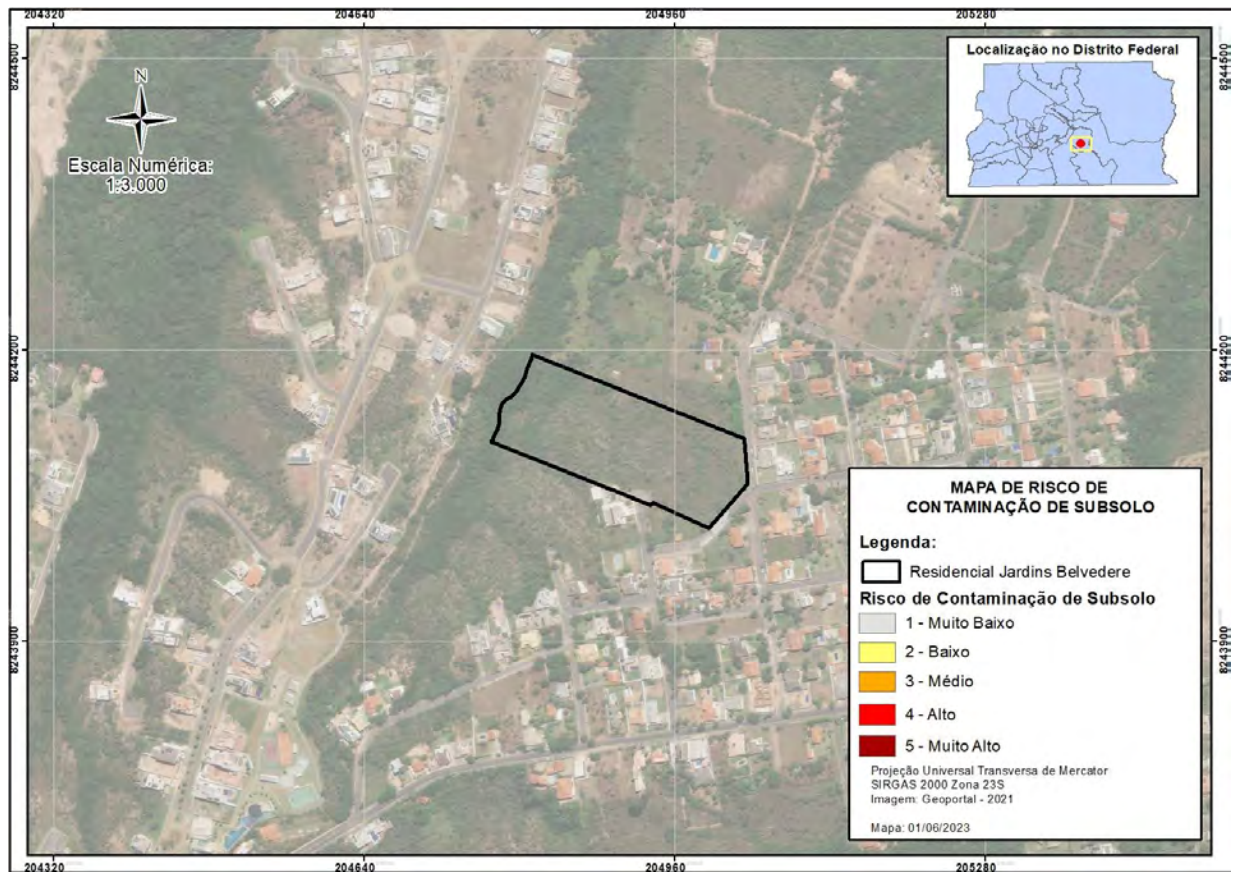 204320
204640
204960
205280
8244500
8244500
Localização no Distrito Federal
N
Escala Numérica:
1:3.000
8244200
8244200
MAPA DE RISCO DE
CONTAMINAÇÃO DE SUBSOLO
Legenda:
Residencial Jardins Belvedere
Risco de Contaminação de Subsolo
1 - Muito Baixo
2 - Baixo
3 - Médio
4 - Alto
5 - Muito Alto
8243900
8243900
Projeção Universal Transversa de Mercator
SIRGAS 2000 Zona 23S
Imagem: Geoportal - 2021
Mapa: 01/06/2023
204320
204640
204960
205280